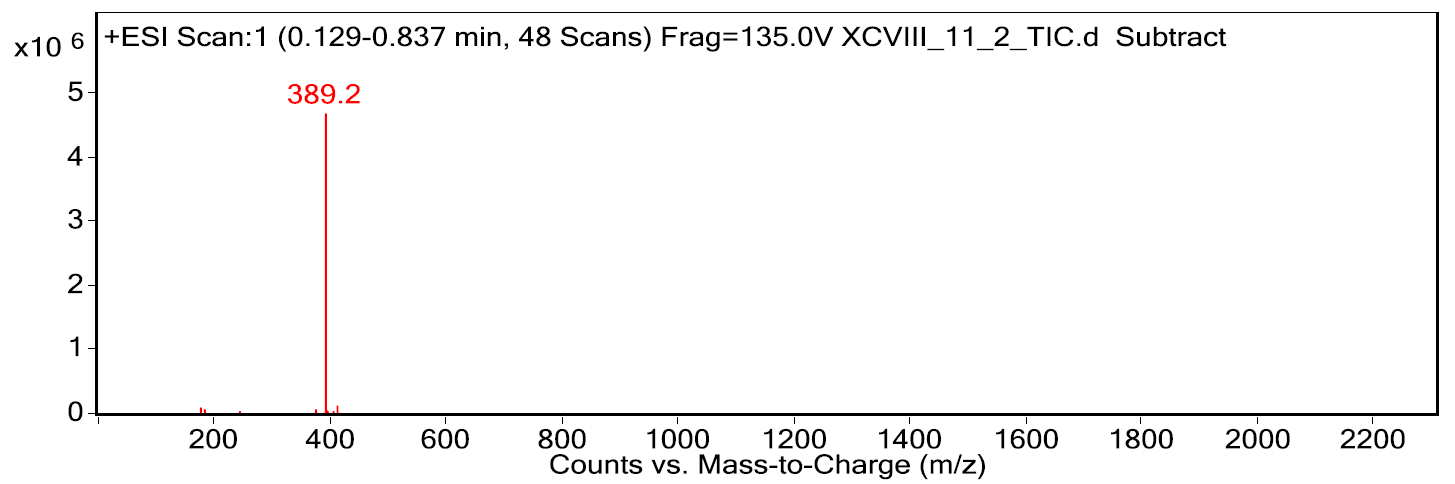 x10 6
+ESI Scan:1 (0.129-0.837 min, 48 Scans) Frag=135.0V XCVIII_11_2_TIC.d  Subtract
389.2
5
4
3
2
1
0
200 400 600 800 1000 1200 1400 1600 1800 2000 2200
Counts vs. Mass-to-Charge (m/z)